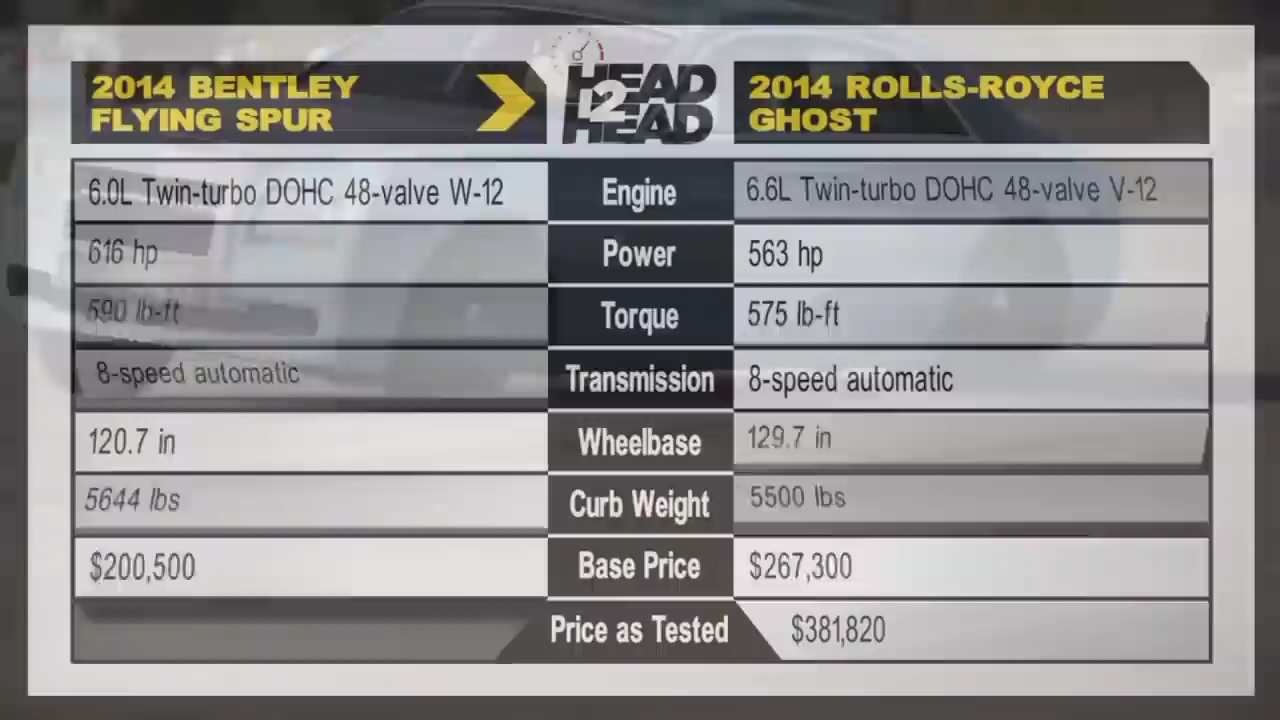 2014 BENTLEY
FLYING SPUR
HEAD
2
HEAD
2014 ROLLS-ROYCE
GHOST
6.0L Twin-turbo DOHC 48-valve W-12
Engine
6.6L Twin-turbo DOHC 48-valve V-12
616 hp
Power
563 hp
590 lb-ft
Torque
575 lb-ft
8-speed automatic
Transmission
8-speed automatic
120.7 in
Wheelbase
129.7 in
5644 lbs
Curb Weight
5500 lbs
$200,500
Base Price
$267,300
Price as Tested
$381,820